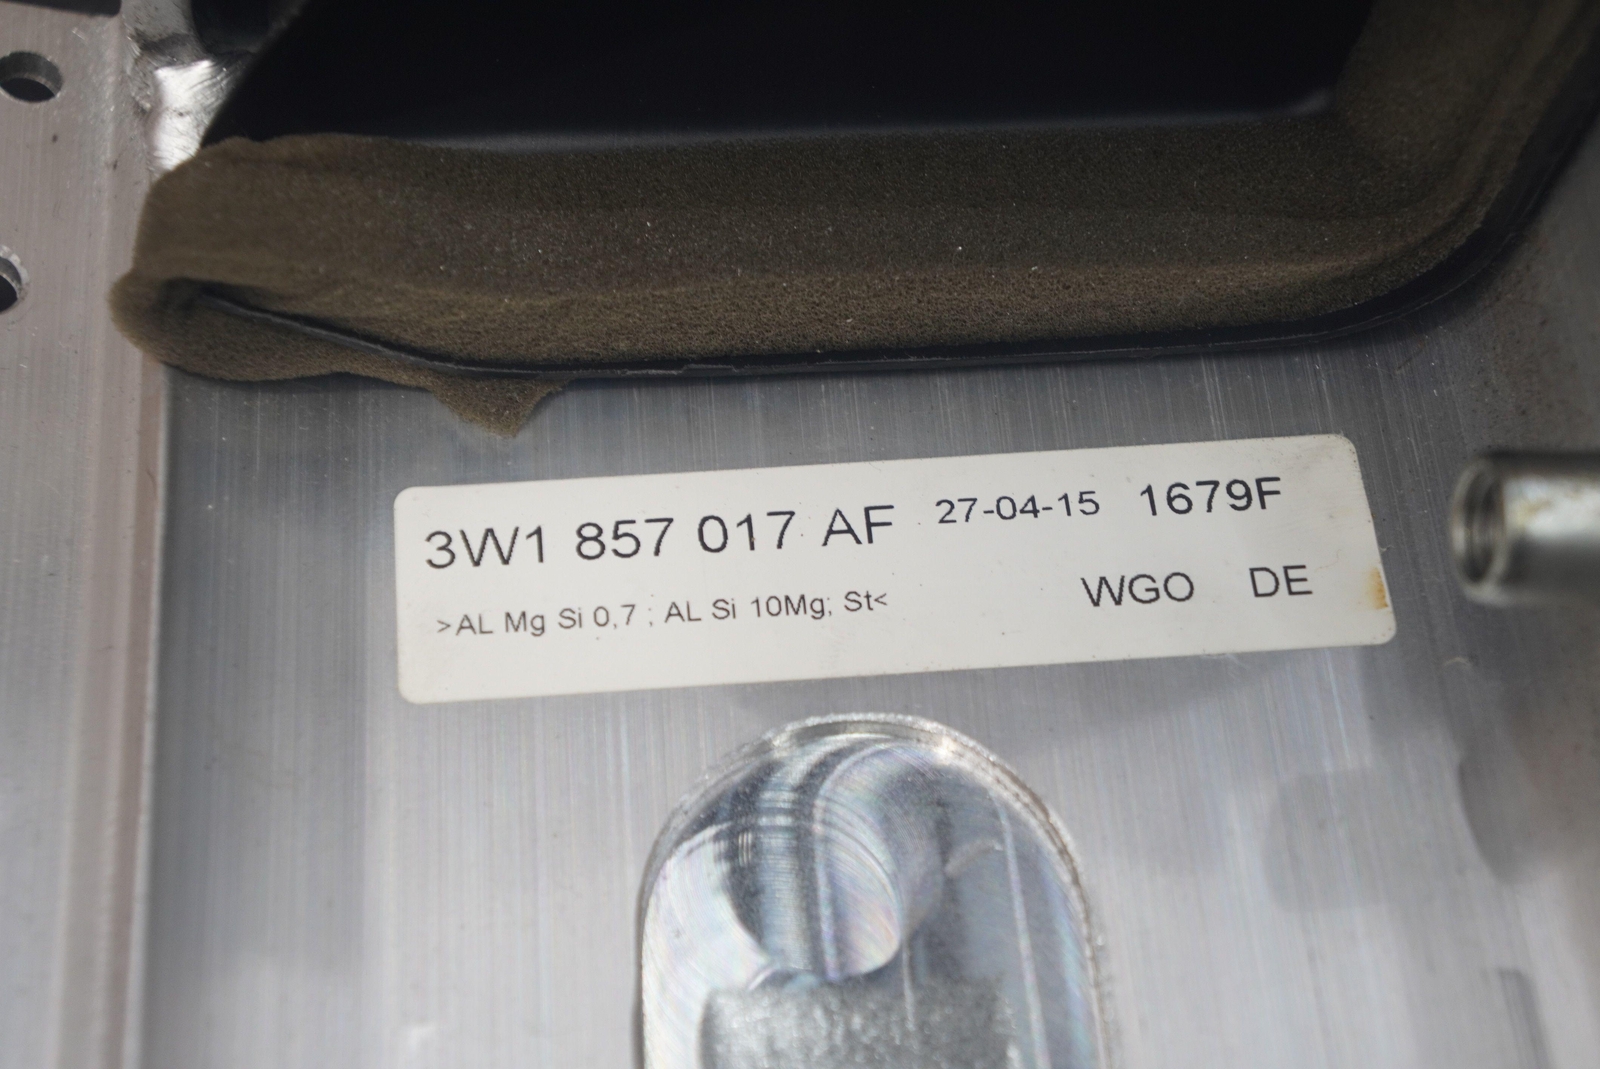 3W1 857 017 AF 27-04-15 1679F
>AL Mg Si 0,7 ; AL Si 10Mg; St< WGO DE